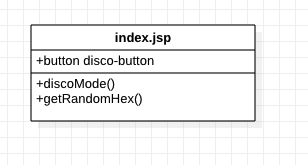 index.jsp
+button disco-button
+discoMode()
+getRandomHex()